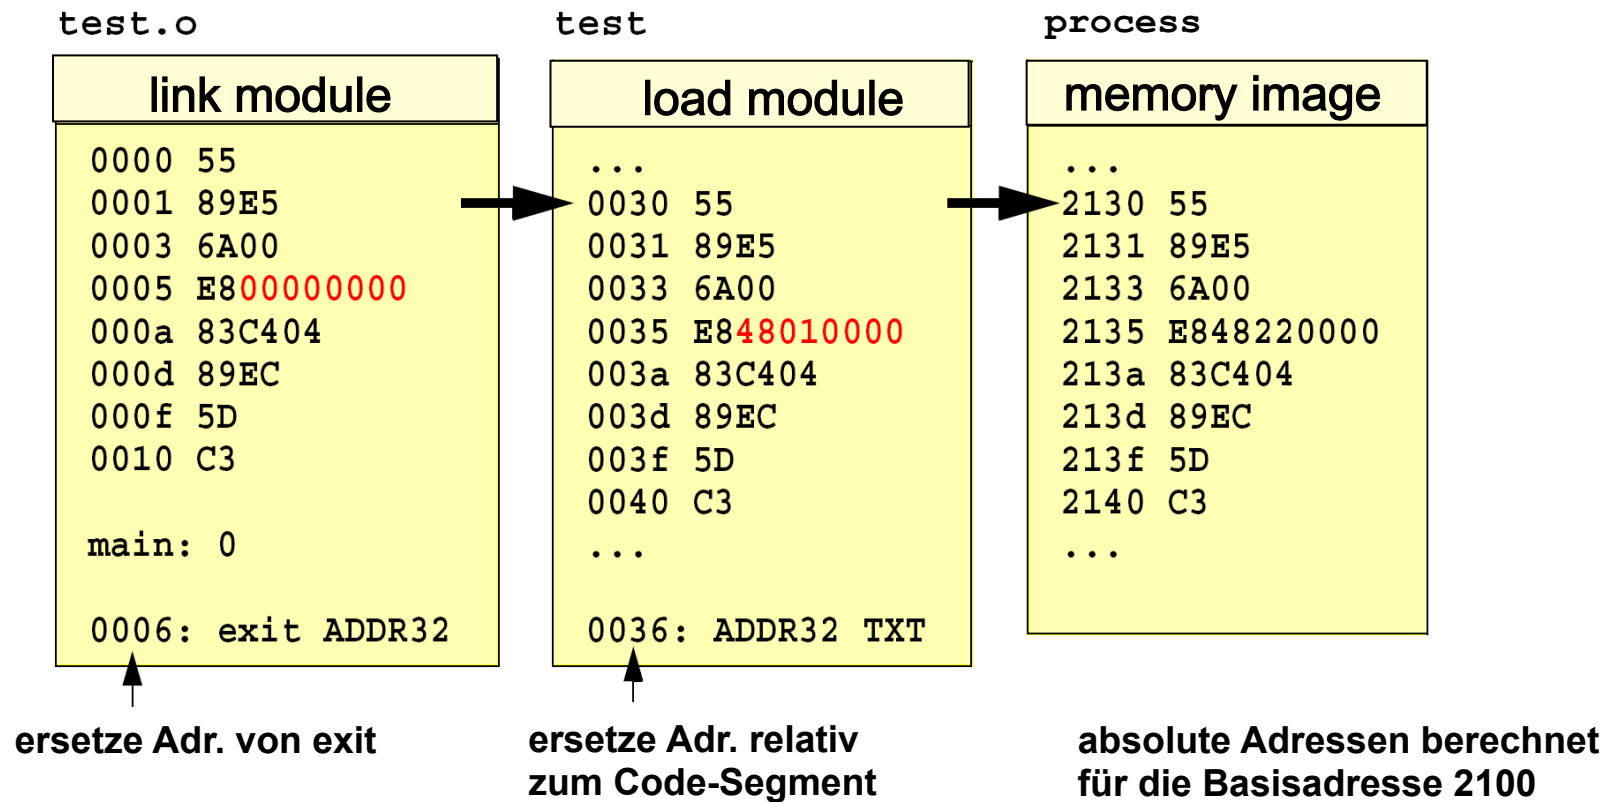 test.o
link module
0000 55
0001 89E5
0003 6A00
0005 E800000000
000a 83C404
000d 89EC
000f 5D
0010 C3
main: 0
0006: exit ADDR32
ersetze Adr. von exit
test
load module
...
0030 55
0031 89E5
0033 6A00
0035 E848010000
003a 83C404
003d 89EC
003f 5D
0040 C3
...
0036: ADDR32 TXT
ersetze Adr. relativ
zum Code-Segment
process
memory image
...
2130 55
2131 89E5
2133 6A00
2135 E848220000
213a 83C404
213d 89EC
213f 5D
2140 C3
...
absolute Adressen berechnet
für die Basisadresse 2100